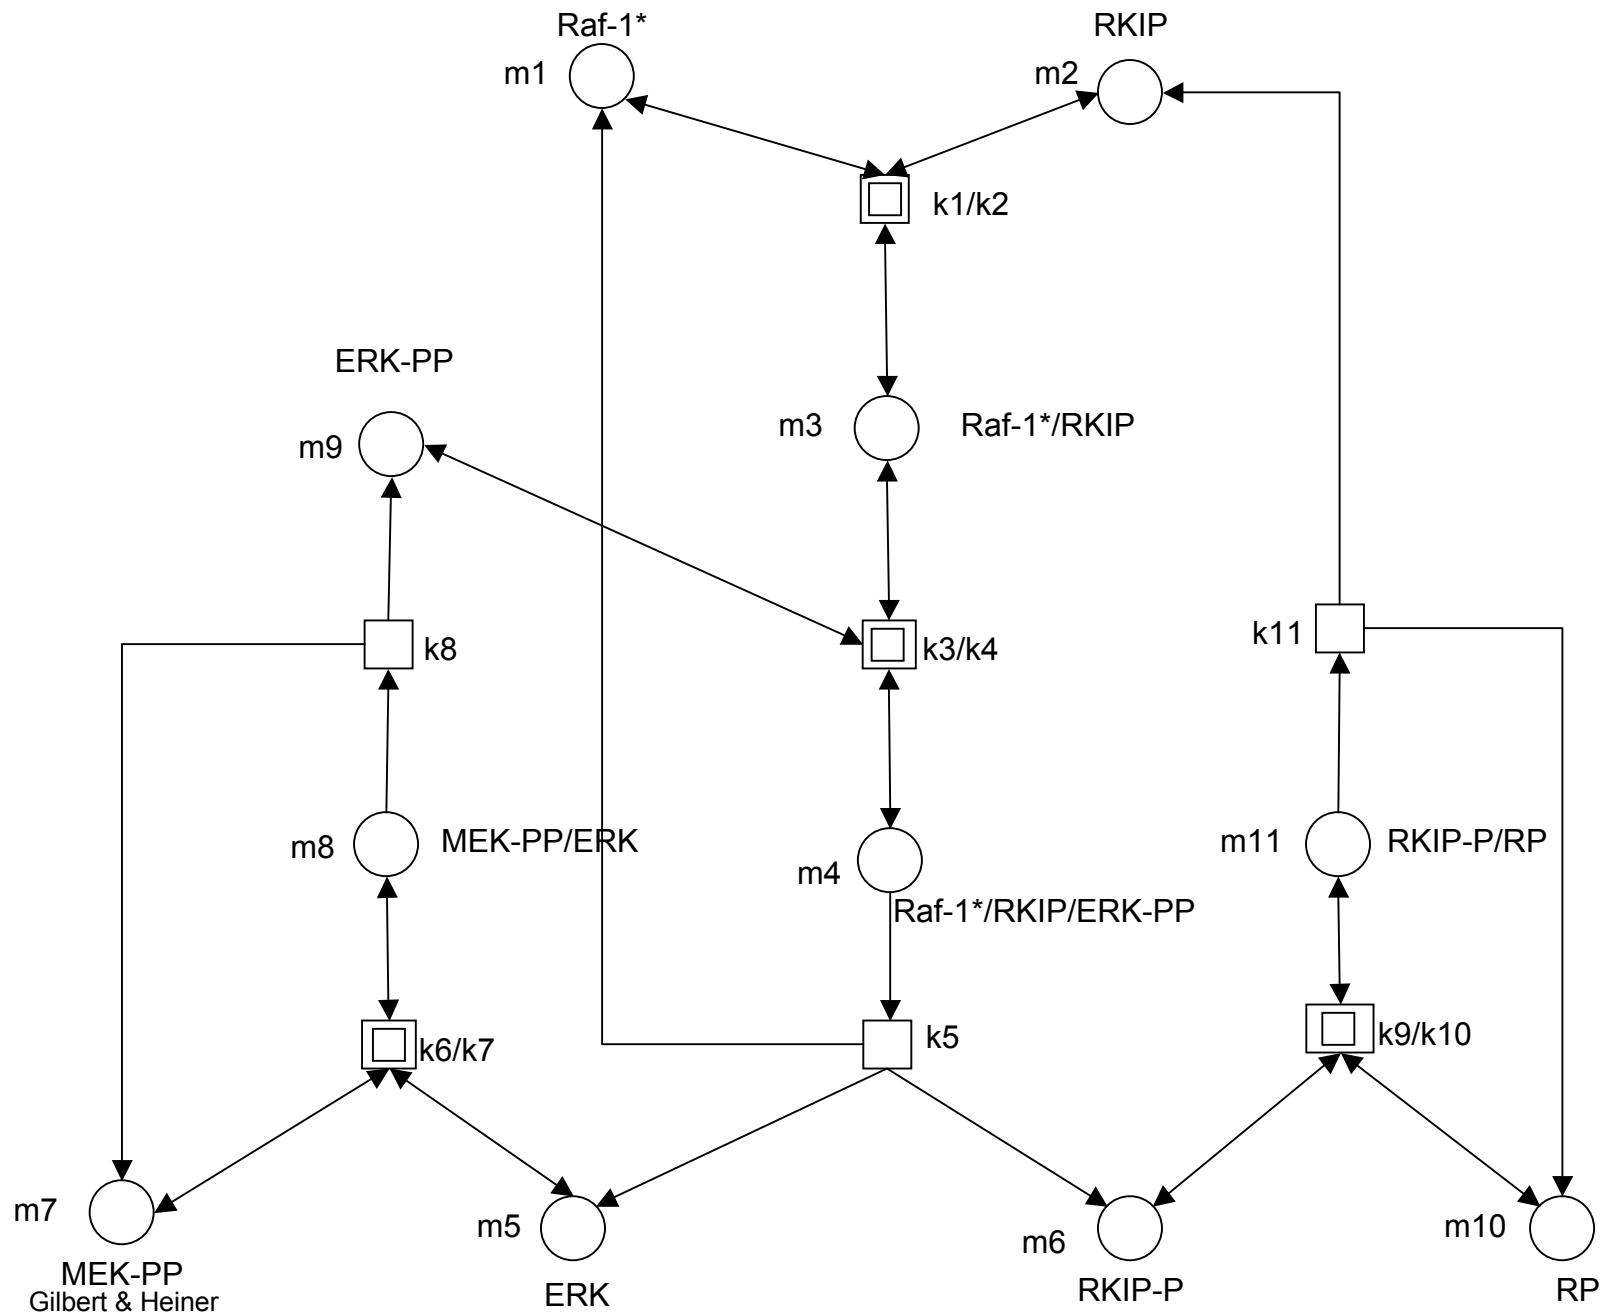 Raf-1*
RKIP
m1
m2
k1/k2
ERK-PP
m3
Raf-1*/RKIP
m9
k8
k3/k4
k11
m8
MEK-PP/ERK
m4
m11
RKIP-P/RP
Raf-1*/RKIP/ERK-PP
k6/k7
k5
k9/k10
m7
m5
m6
m10
MEK-PP
Gilbert & Heiner
ERK
RKIP-P
RP